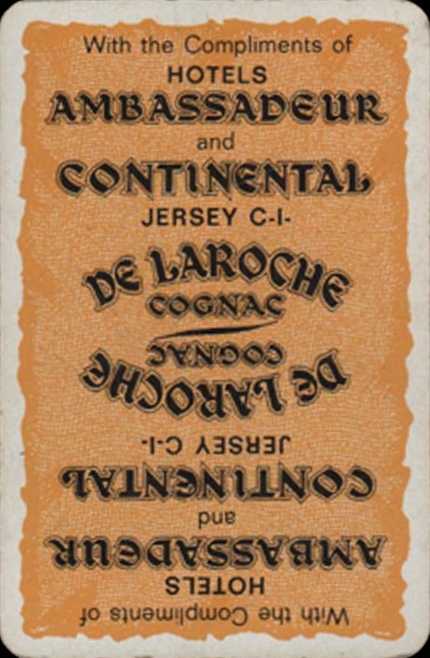 With the Compliments of
HOTELS
AMBASSADEUR
and
CONTINENTAL
JERSEY C-I-
DE LAROCHE
COGNAC
DE LAROCHE
COGNAC
JERSEY C-I-
CONTINENTAL
and
AMBASSADEUR
HOTELS
With the Compliments of